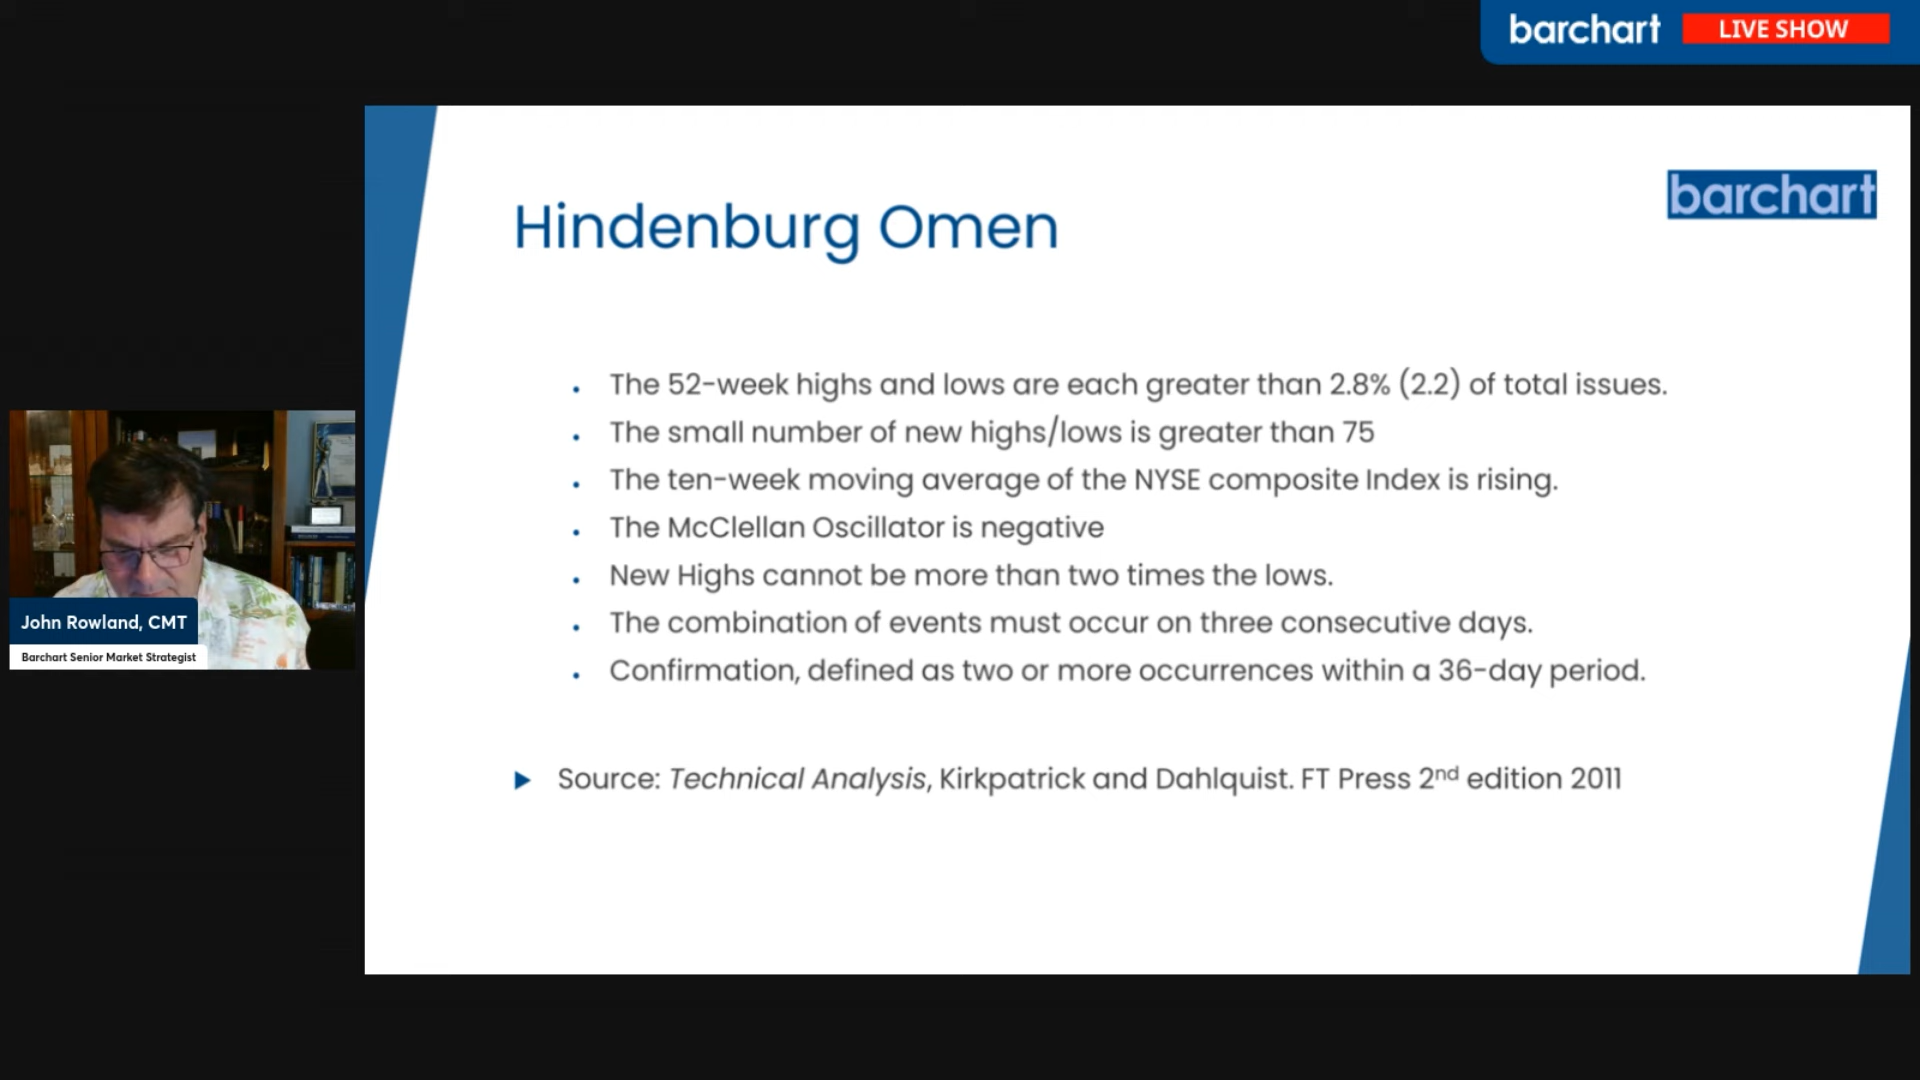 barchart LIVE SHOW
barchart
Hindenburg Omen
• The 52-week highs and lows are each greater than 2.8% (2.2) of total issues.
• The small number of new highs/lows is greater than 75
• The ten-week moving average of the NYSE composite Index is rising.
• The McClellan Oscillator is negative
• New Highs cannot be more than two times the lows.
• The combination of events must occur on three consecutive days.
• Confirmation, defined as two or more occurrences within a 36-day period.
▶ Source: Technical Analysis, Kirkpatrick and Dahlquist. FT Press 2nd edition 2011
John Rowland, CMT
Barchart Senior Market Strategist